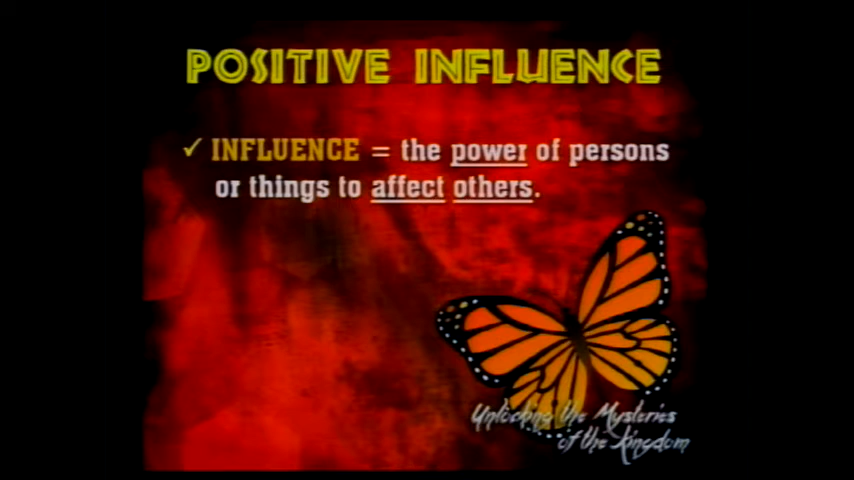 POSITIVE INFLUENCE
✓ INFLUENCE = the power of persons
or things to affect others.
Unlocking the Mysteries
of the kingdom